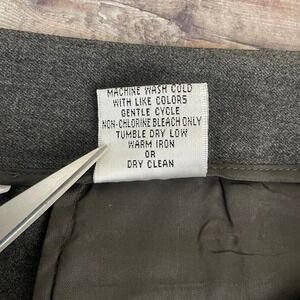 MACHINE WASH COLD
WITH LIKE COLORS
GENTLE CYCLE
NON-CHLORINE BLEACH ONLY
TUMBLE DRY LOW
WARM IRON
OR
DRY CLEAN